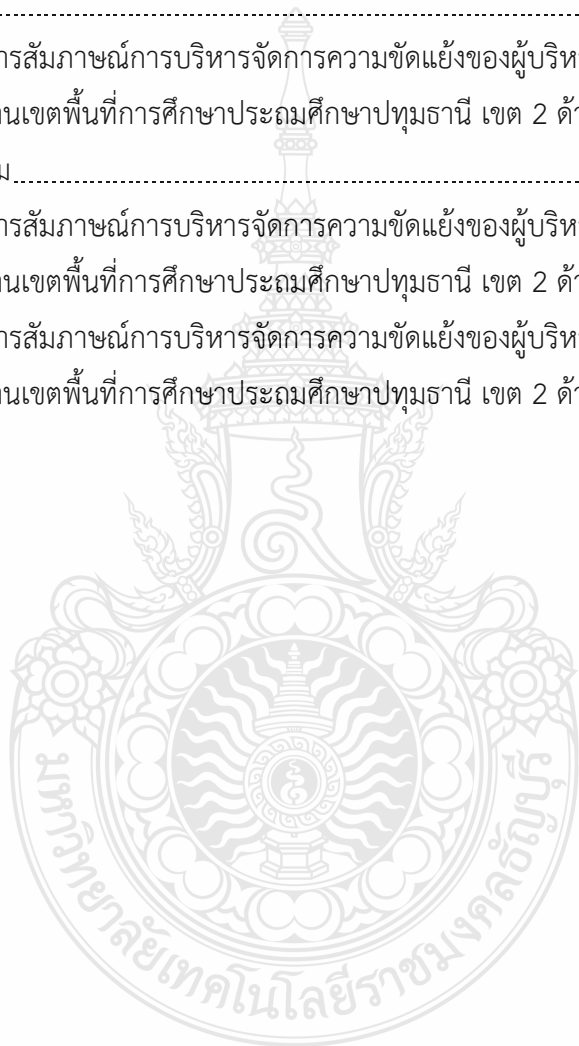 ารสัมภาษณ์การบริหารจัดการความขัดแย้งของผู้บริหา
านเขตพื้นที่การศึกษาประถมศึกษาปทุมธานี เขต 2 ด้า
ม
ารสัมภาษณ์การบริหารจัดการความขัดแย้งของผู้บริหา
านเขตพื้นที่การศึกษาประถมศึกษาปทุมธานี เขต 2 ด้า
ารสัมภาษณ์การบริหารจัดการความขัดแย้งของผู้บริหา
านเขตพื้นที่การศึกษาประถมศึกษาปทุมธานี เขต 2 ด้า
มหาวิทยาลัยเทคโนโลยีราชมงคลธัญบุรี